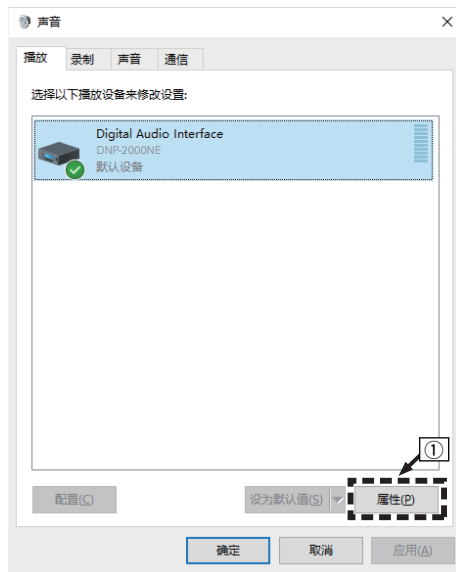 声音
播放 录制 声音 通信
选择以下播放设备来修改设置:
Digital Audio Interface
DNP-2000NE
默认设备
①
配置(C) 设为默认值(S) 属性(P)
确定 取消 应用(A)